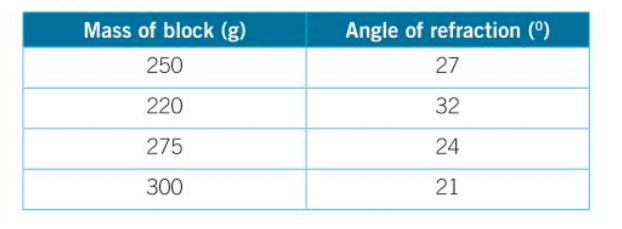 Mass of block (g) Angle of refraction (º)
250 27
220 32
275 24
300 21